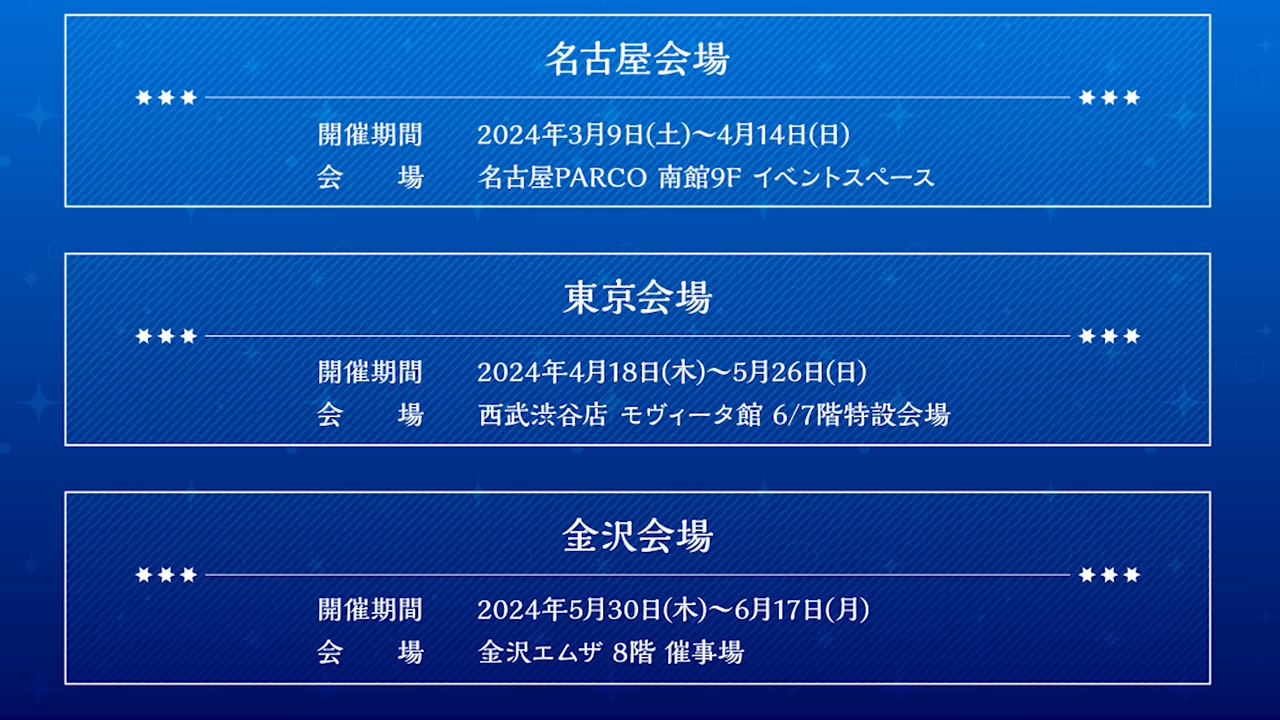 名古屋会場
開催期間 2024年3月9日(土)〜4月14日(日)
会 場 名古屋PARCO 南館9F イベントスペース
東京会場
開催期間 2024年4月18日(木)〜5月26日(日)
会 場 西武渋谷店 モヴィータ館 6/7階特設会場
金沢会場
開催期間 2024年5月30日(木)〜6月17日(月)
会 場 金沢エムザ 8階 催事場